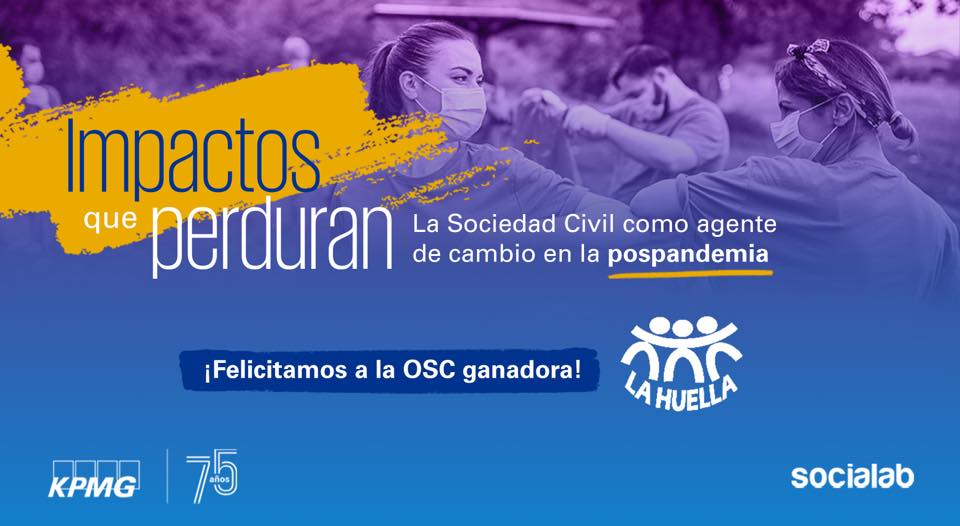 Impactos
que perduran
La Sociedad Civil como agente
de cambio en la pospandemia
¡Felicitamos a la OSC ganadora!
LA HUELLA
KPMG
75
años
socialab